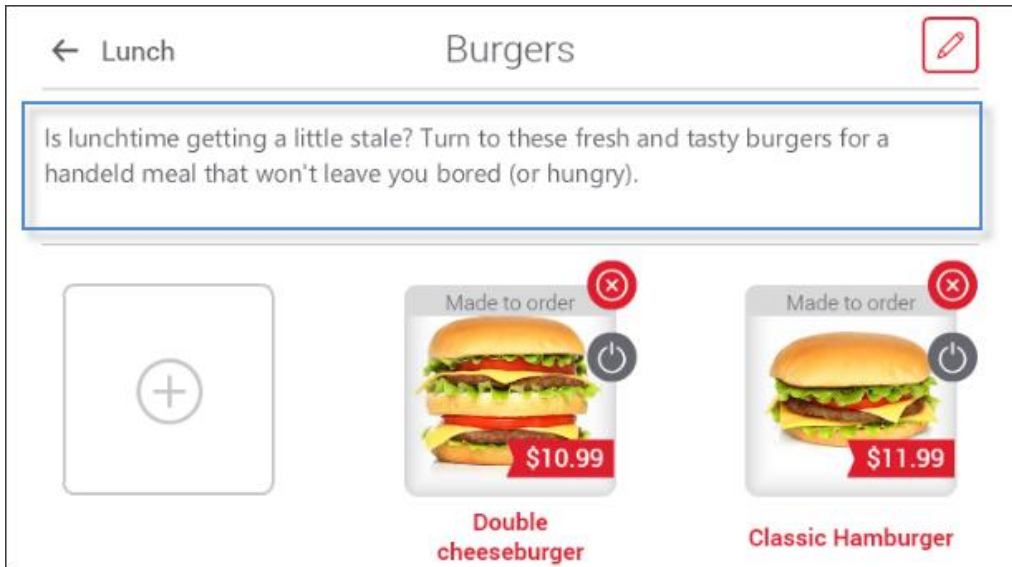 Lunch
Burgers
Is lunchtime getting a little stale? Turn to these fresh and tasty burgers for a
handeld meal that won't leave you bored (or hungry).
Made to order
Made to order
$10.99
$11.99
Double
cheeseburger
Classic Hamburger